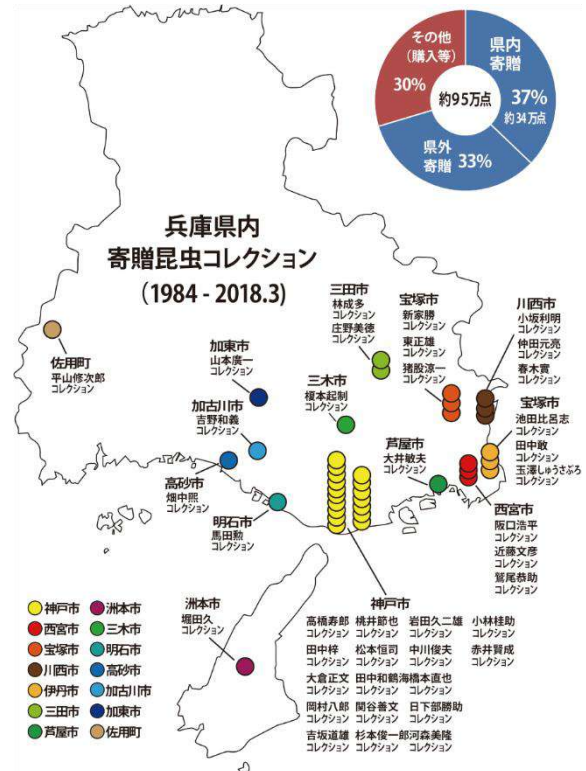 その他
(購入等)
30%
県内
寄贈
37%
約34万点
約95万点
県外
寄贈 33%
兵庫県内
寄贈昆虫コレクション
(1984 - 2018.3)
佐用町
平山修次郎
コレクション
加東市
山本廣一
コレクション
加古川市
吉野和義
コレクション
高砂市
畑中熙
コレクション
明石市
馬田勲
コレクション
三木市
榎本起制
コレクション
三田市
林成多
コレクション
庄野美徳
コレクション
宝塚市
新家勝
コレクション
東正雄
コレクション
猪股涼一
コレクション
川西市
小坂利明
コレクション
仲田元亮
コレクション
春木實
コレクション
宝塚市
池田比呂志
コレクション
田中敢
コレクション
玉澤しゅうさぶろ
コレクション
芦屋市
大井敏夫
コレクション
西宮市
阪口浩平
コレクション
近藤文彦
コレクション
鷲尾恭助
コレクション
洲本市
堀田久
コレクション
神戸市
高橋寿郎 桃井節也 岩田久二雄 小林桂助
コレクション コレクション コレクション コレクション
田中梓 松本恒司 中川俊夫 赤井賢成
コレクション コレクション コレクション コレクション
大倉正文 田中和鶴海 橋本直也
コレクション コレクション コレクション
岡村八郎 関谷善文 日下部勝助
コレクション コレクション コレクション
吉坂道雄 杉本俊一郎 河森美隆
コレクション コレクション コレクション
神戸市 洲本市
西宮市 三木市
宝塚市 明石市
川西市 高砂市
伊丹市 加古川市
三田市 加東市
芦屋市 佐用町